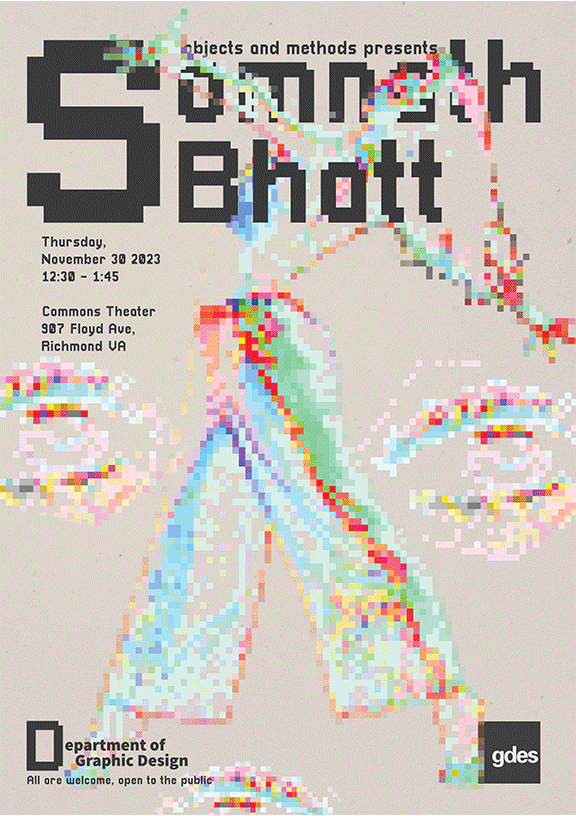 objects and methods presents
Somnath
Bhatt
Thursday,
November 30 2023
12:30 - 1:45
Commons Theater
907 Floyd Ave,
Richmond VA
Department of
Graphic Design
All are welcome, open to the public
gdes